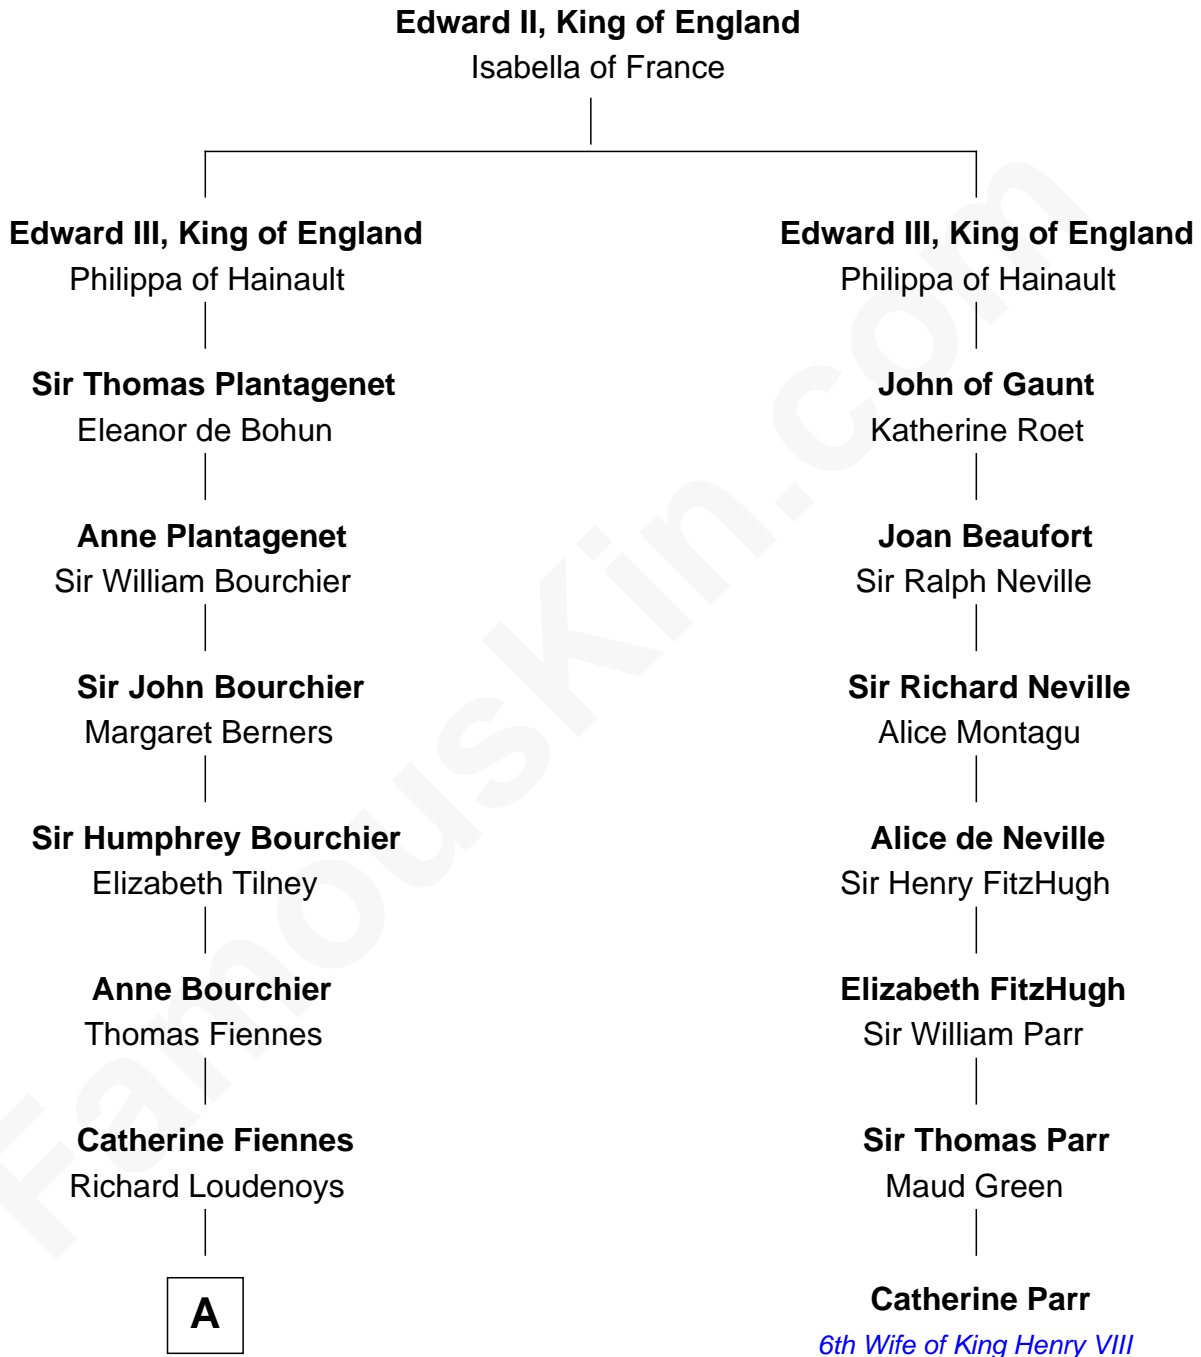 Edward II, King of England
Isabella of France
Edward III, King of England
Philippa of Hainault
Edward III, King of England
Philippa of Hainault
Sir Thomas Plantagenet
Eleanor de Bohun
John of Gaunt
Katherine Roet
Anne Plantagenet
Sir William Bourchier
Joan Beaufort
Sir Ralph Neville
Sir John Bourchier
Margaret Berners
Sir Richard Neville
Alice Montagu
Sir Humphrey Bourchier
Elizabeth Tilney
Alice de Neville
Sir Henry FitzHugh
Anne Bourchier
Thomas Fiennes
Elizabeth FitzHugh
Sir William Parr
Catherine Fiennes
Richard Loudenoys
Sir Thomas Parr
Maud Green
A
Catherine Parr
6th Wife of King Henry VIII
FamousKin.com